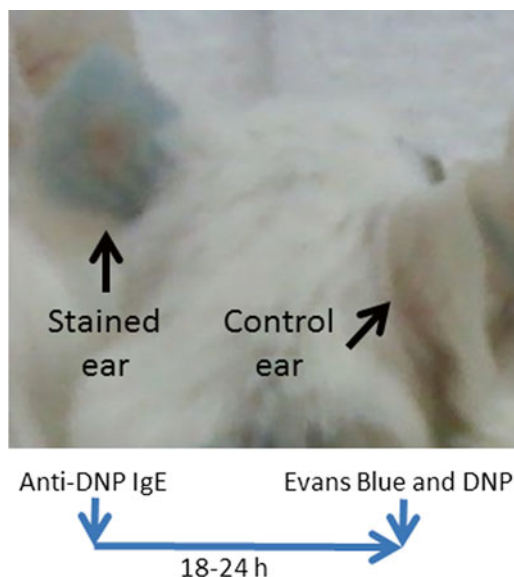 Stained
ear
Control
ear
Anti-DNP IgE
Evans Blue and DNP
18-24 h